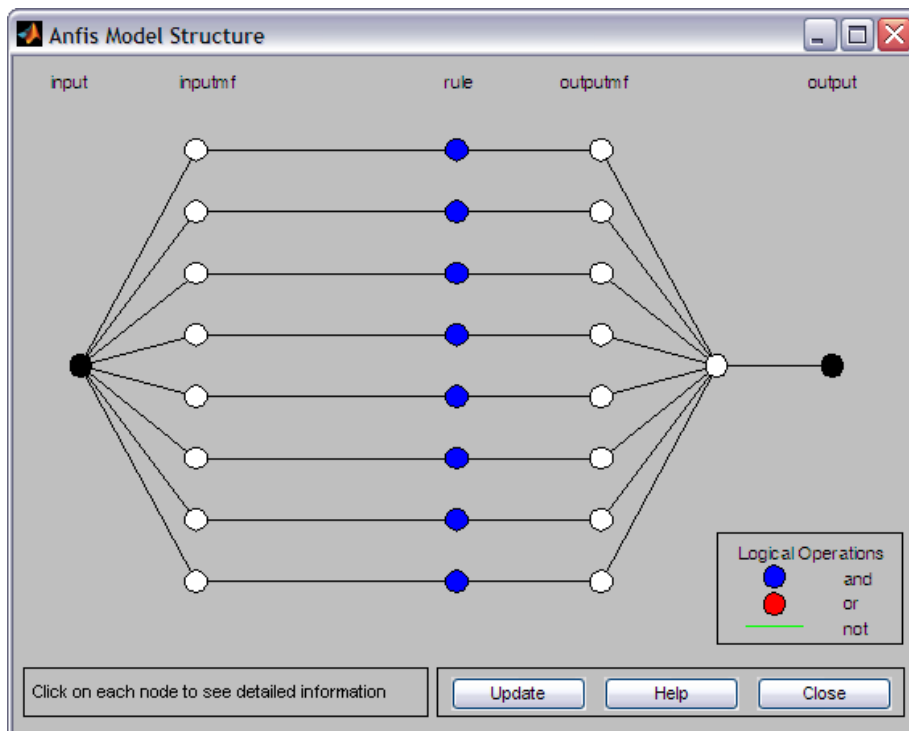 Anfis Model Structure
input inputmf rule outputmf output
Logical Operations
and
or
not
Click on each node to see detailed information
Update Help Close